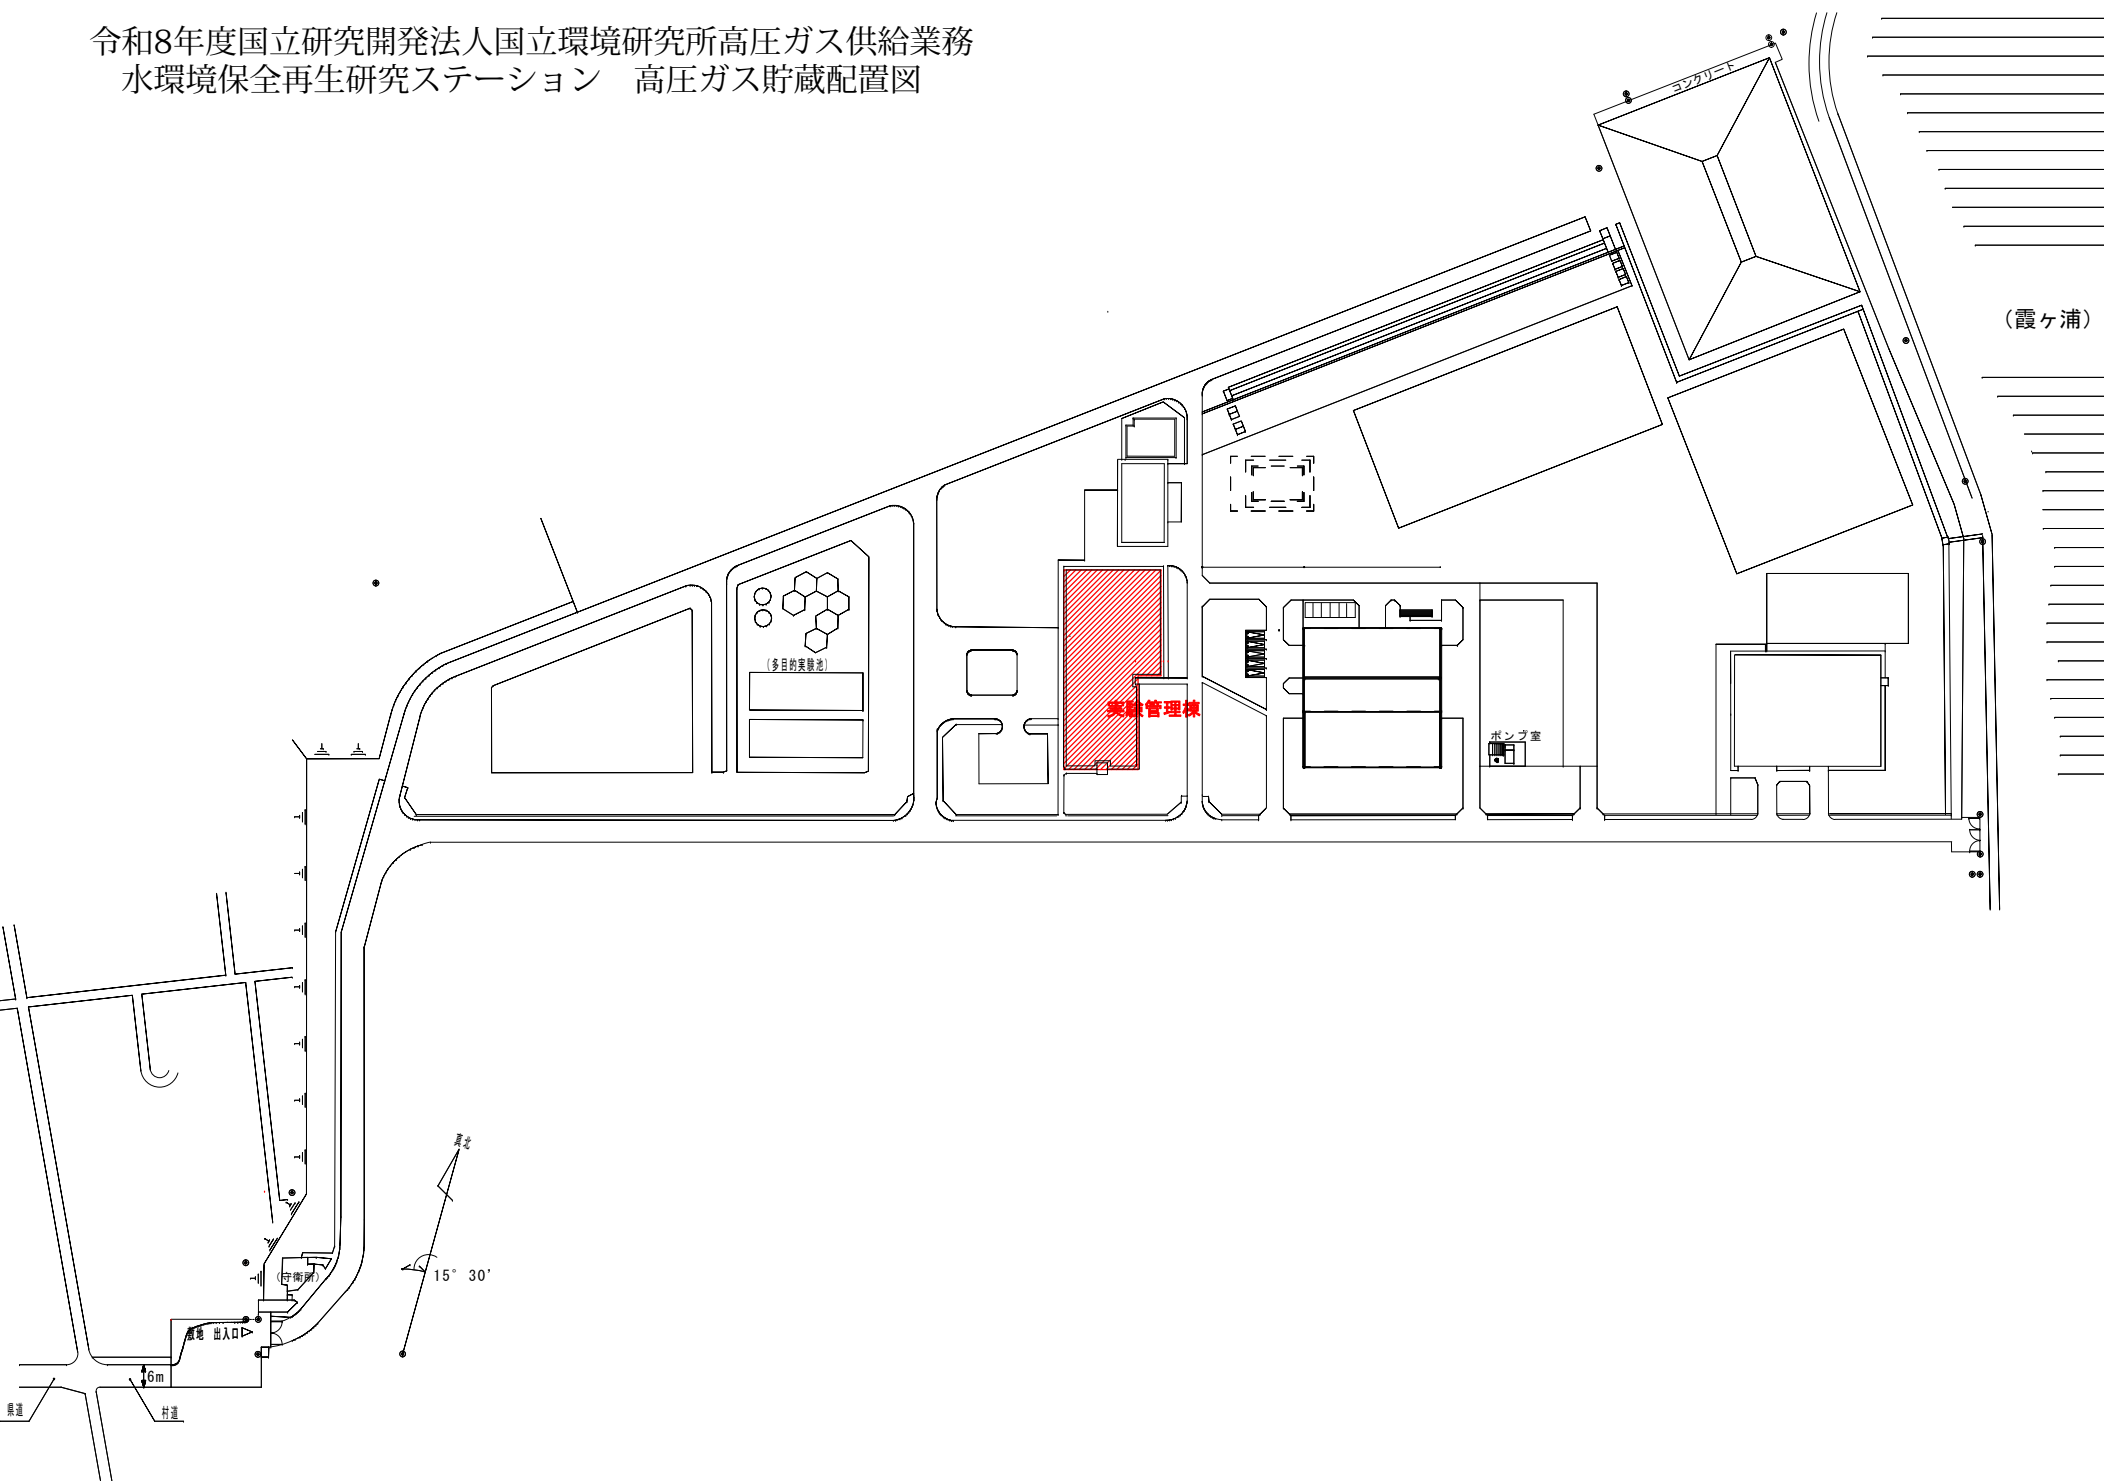 令和8年度国立研究開発法人国立環境研究所高圧ガス供給業務
水環境保全再生研究ステーション　高圧ガス貯蔵配置図
コンクリート
（霞ヶ浦）
（多目的実験池）
実験管理棟
ポンプ室
真北
15° 30'
（守衛所）
敷地　出入口
6m
県道
村道